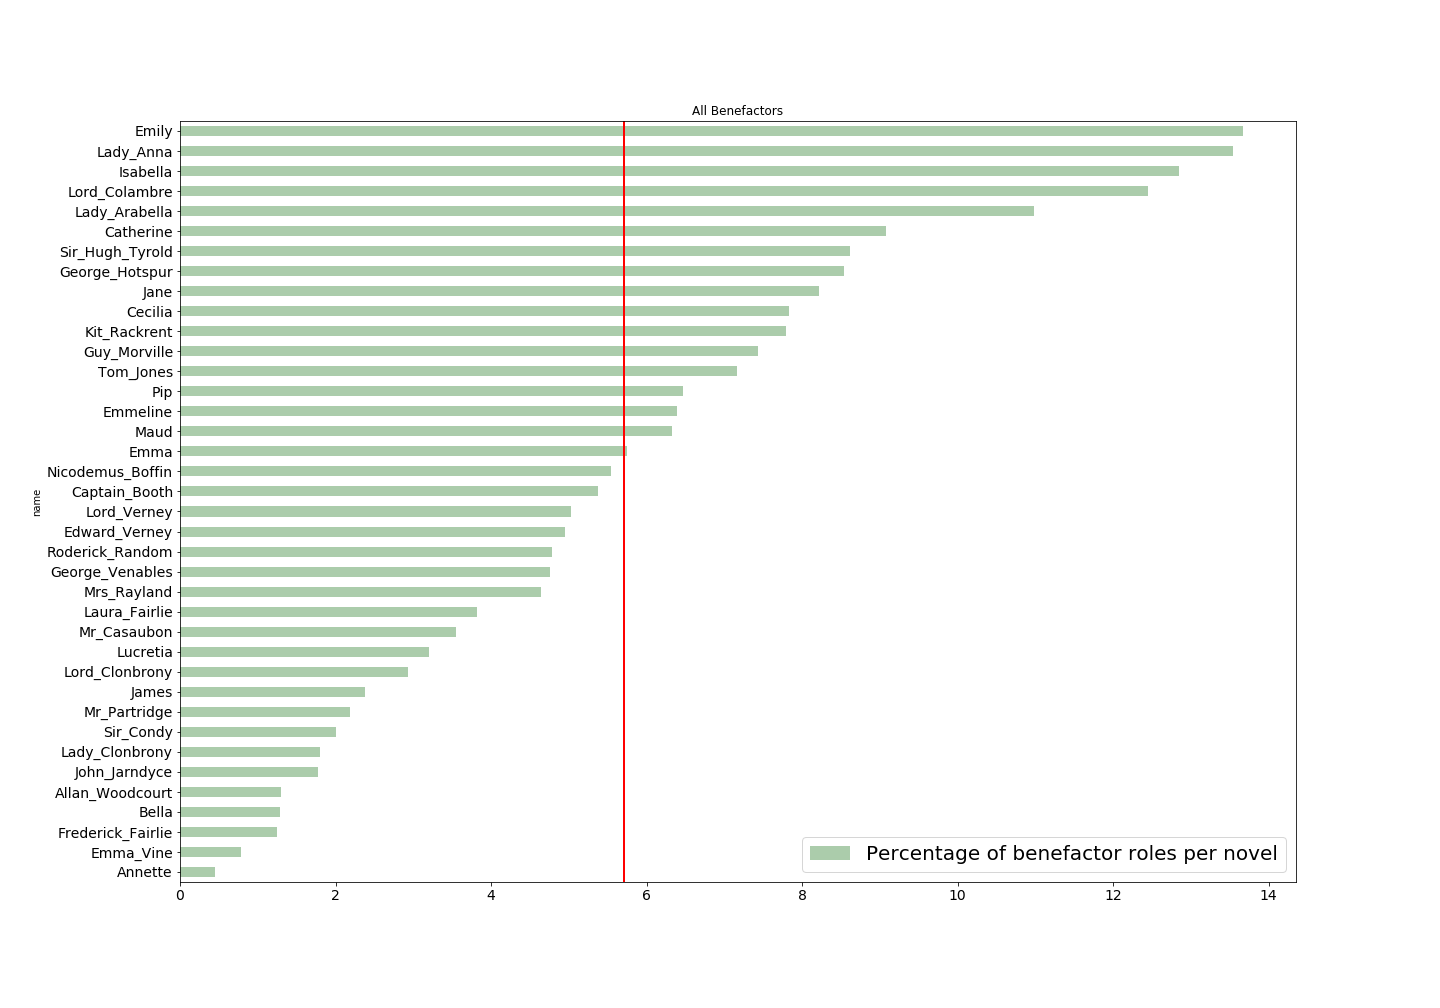 All Benefactors
Emily
Lady_Anna
Isabella
Lord_Colambre
Lady_Arabella
Catherine
Sir_Hugh_Tyrold
George_Hotspur
Jane
Cecilia
Kit_Rackrent
Guy_Morville
Tom_Jones
Pip
Emmeline
Maud
Emma
Nicodemus_Boffin
Captain_Booth
Lord_Verney
Edward_Verney
Roderick_Random
George_Venables
Mrs_Rayland
Laura_Fairlie
Mr_Casaubon
Lucretia
Lord_Clonbrony
James
Mr_Partridge
Sir_Condy
Lady_Clonbrony
John_Jarndyce
Allan_Woodcourt
Bella
Frederick_Fairlie
Emma_Vine
Annette
name
Percentage of benefactor roles per novel
0 2 4 6 8 10 12 14